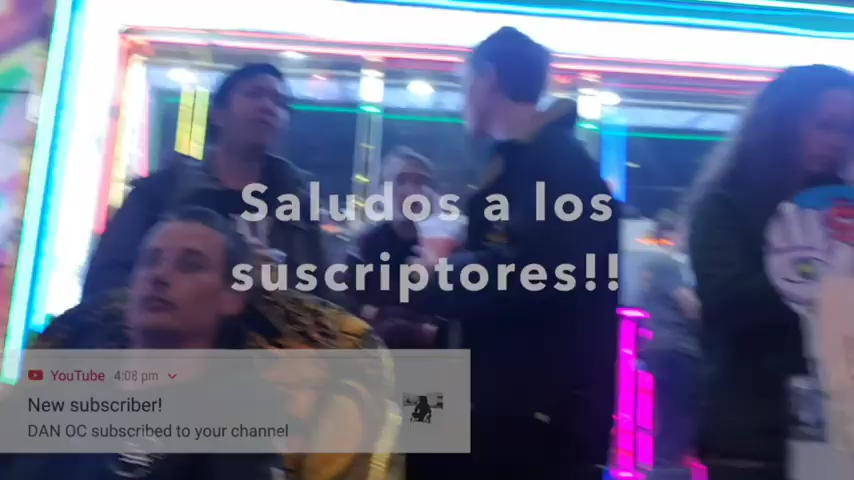 Saludos a los
suscriptores!!
YouTube 4:08 pm
New subscriber!
DAN OC subscribed to your channel